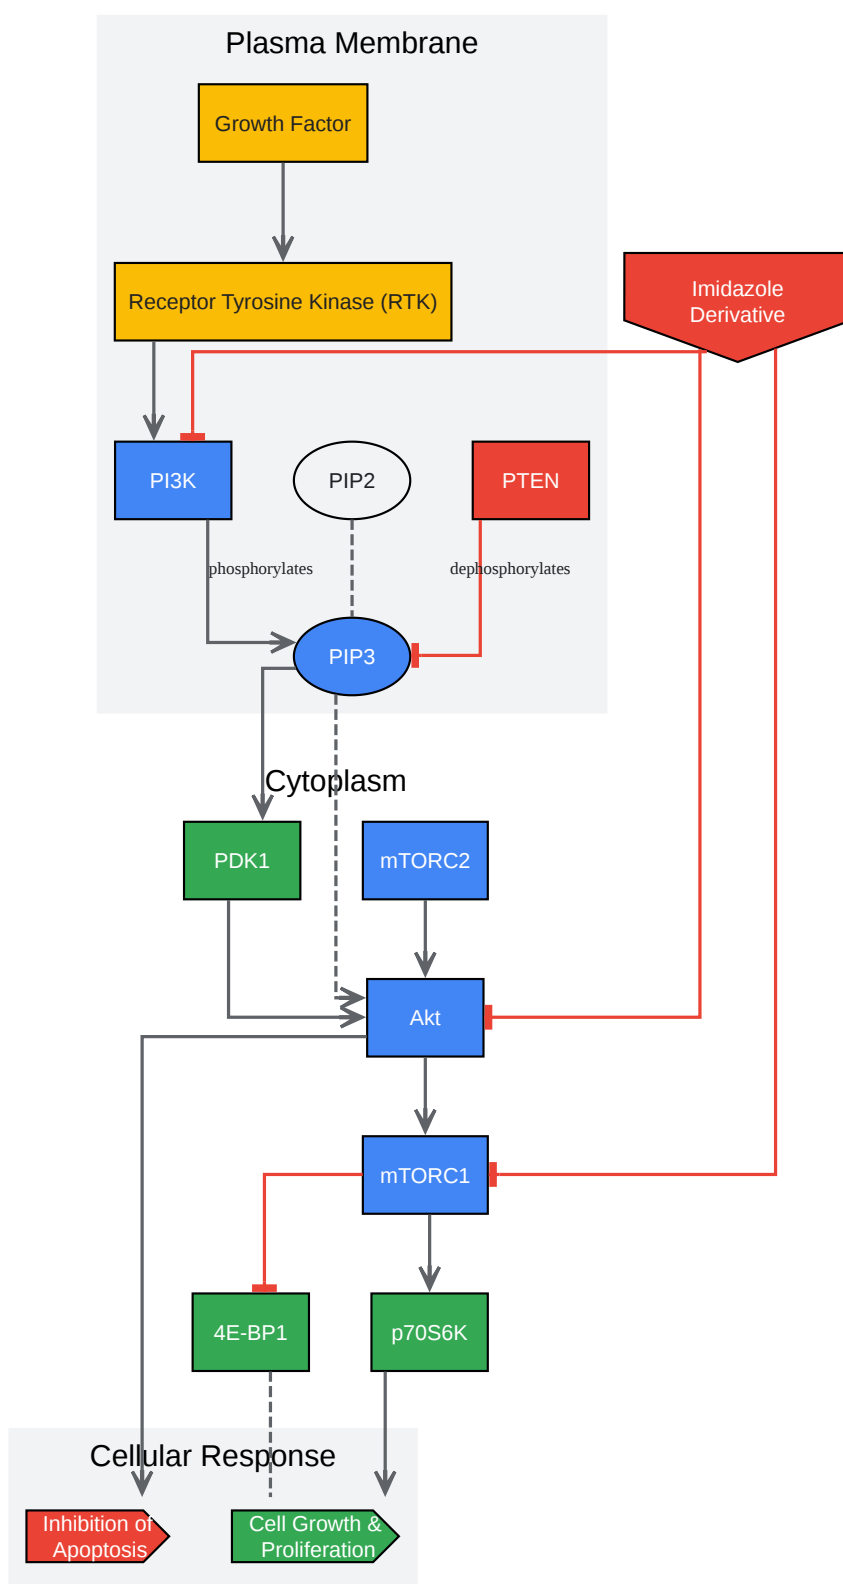 Plasma Membrane
Growth Factor
Receptor Tyrosine Kinase (RTK)
Imidazole
Derivative
PI3K
PIP2
PTEN
phosphorylates
dephosphorylates
PIP3
Cytoplasm
PDK1
mTORC2
Akt
mTORC1
4E-BP1
p70S6K
Cellular Response
Inhibition of
Apoptosis
Cell Growth &
Proliferation